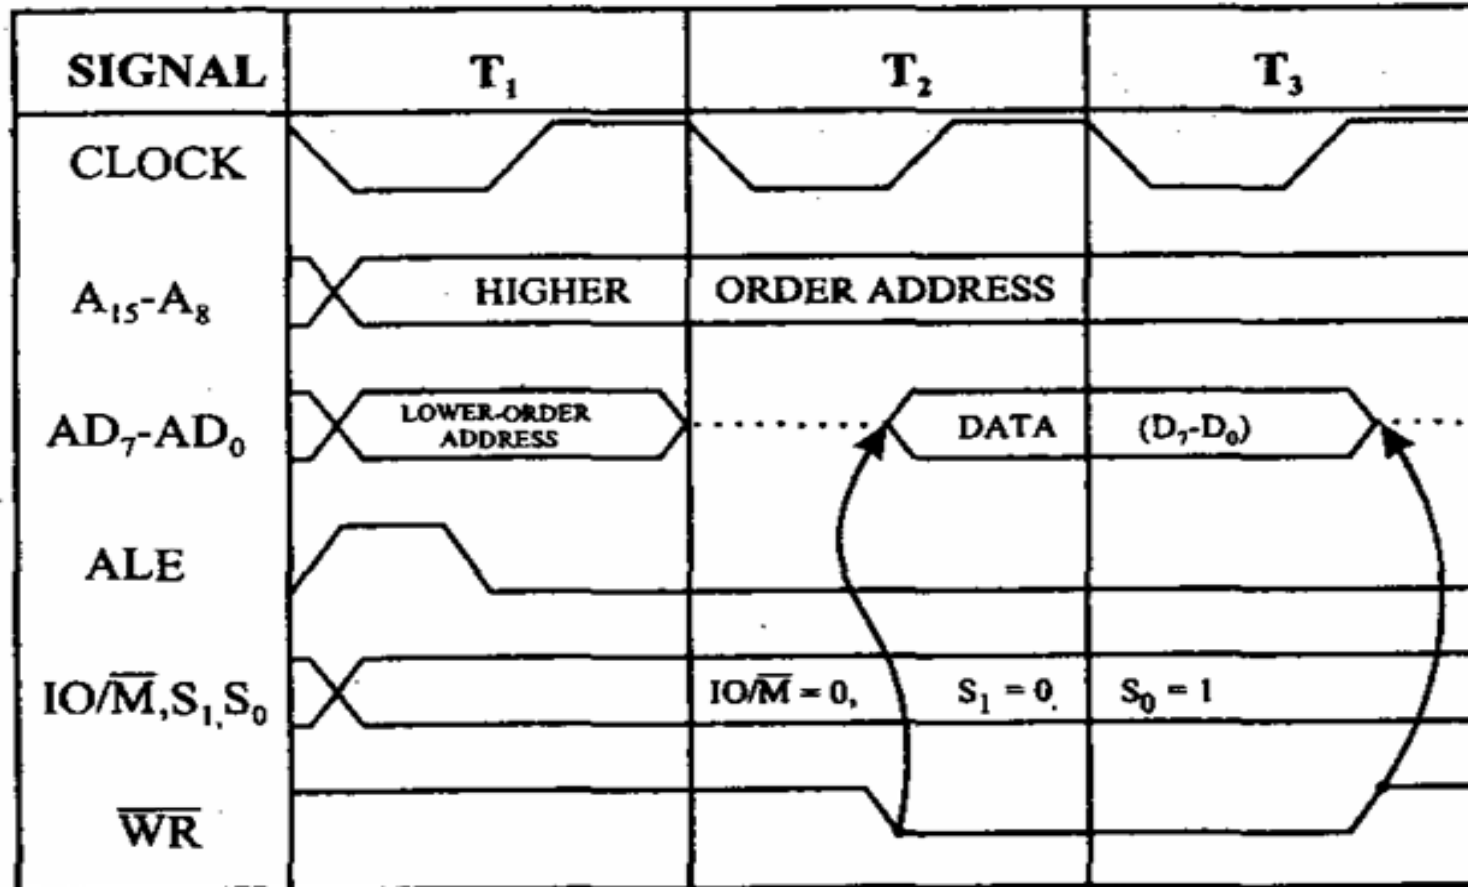 SIGNAL T₁ T₂ T₃
CLOCK
A₁₅-A₈ HIGHER ORDER ADDRESS
AD₇-AD₀ LOWER-ORDER ADDRESS DATA (D₇-D₀)
ALE
IO/M̅,S₁,S₀ IO/M̅ = 0, S₁ = 0, S₀ = 1
W̅R̅